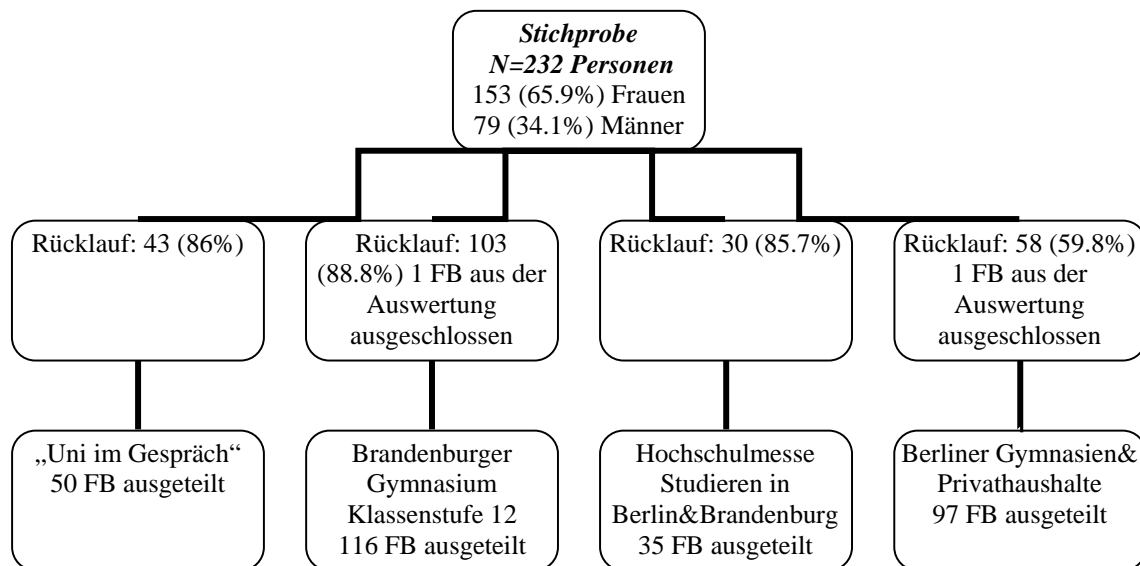 Stichprobe
N=232 Personen
153 (65.9%) Frauen
79 (34.1%) Männer
Rücklauf: 43 (86%)
Rücklauf: 103
(88.8%) 1 FB aus der
Auswertung
ausgeschlossen
Rücklauf: 30 (85.7%)
Rücklauf: 58 (59.8%)
1 FB aus der
Auswertung
ausgeschlossen
„Uni im Gespräch“
50 FB ausgeteilt
Brandenburger
Gymnasium
Klassenstufe 12
116 FB ausgeteilt
Hochschulmesse
Studieren in
Berlin&Brandenburg
35 FB ausgeteilt
Berliner Gymnasien&
Privathaushalte
97 FB ausgeteilt